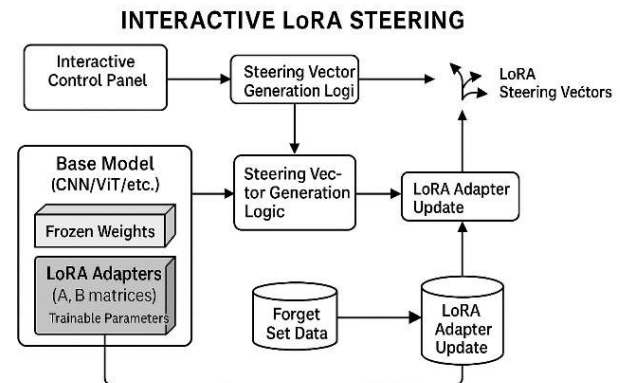 INTERACTIVE LoRA STEERING
Interactive
Control Panel
Steering Vector
Generation Logi
LoRA
Steering Vectors
Base Model
(CNN/ViT/etc.)
Frozen Weights
LoRA Adapters
(A, B matrices)
Trainable Parameters
Steering Vec-
tor Generation
Logic
LoRA Adapter
Update
Forget
Set Data
LoRA
Adapter
Update